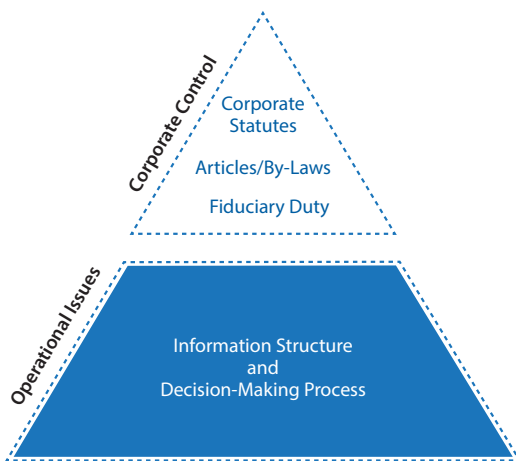 Corporate Control
Corporate
Statutes
Articles/By-Laws
Fiduciary Duty
Operational Issues
Information Structure
and
Decision-Making Process